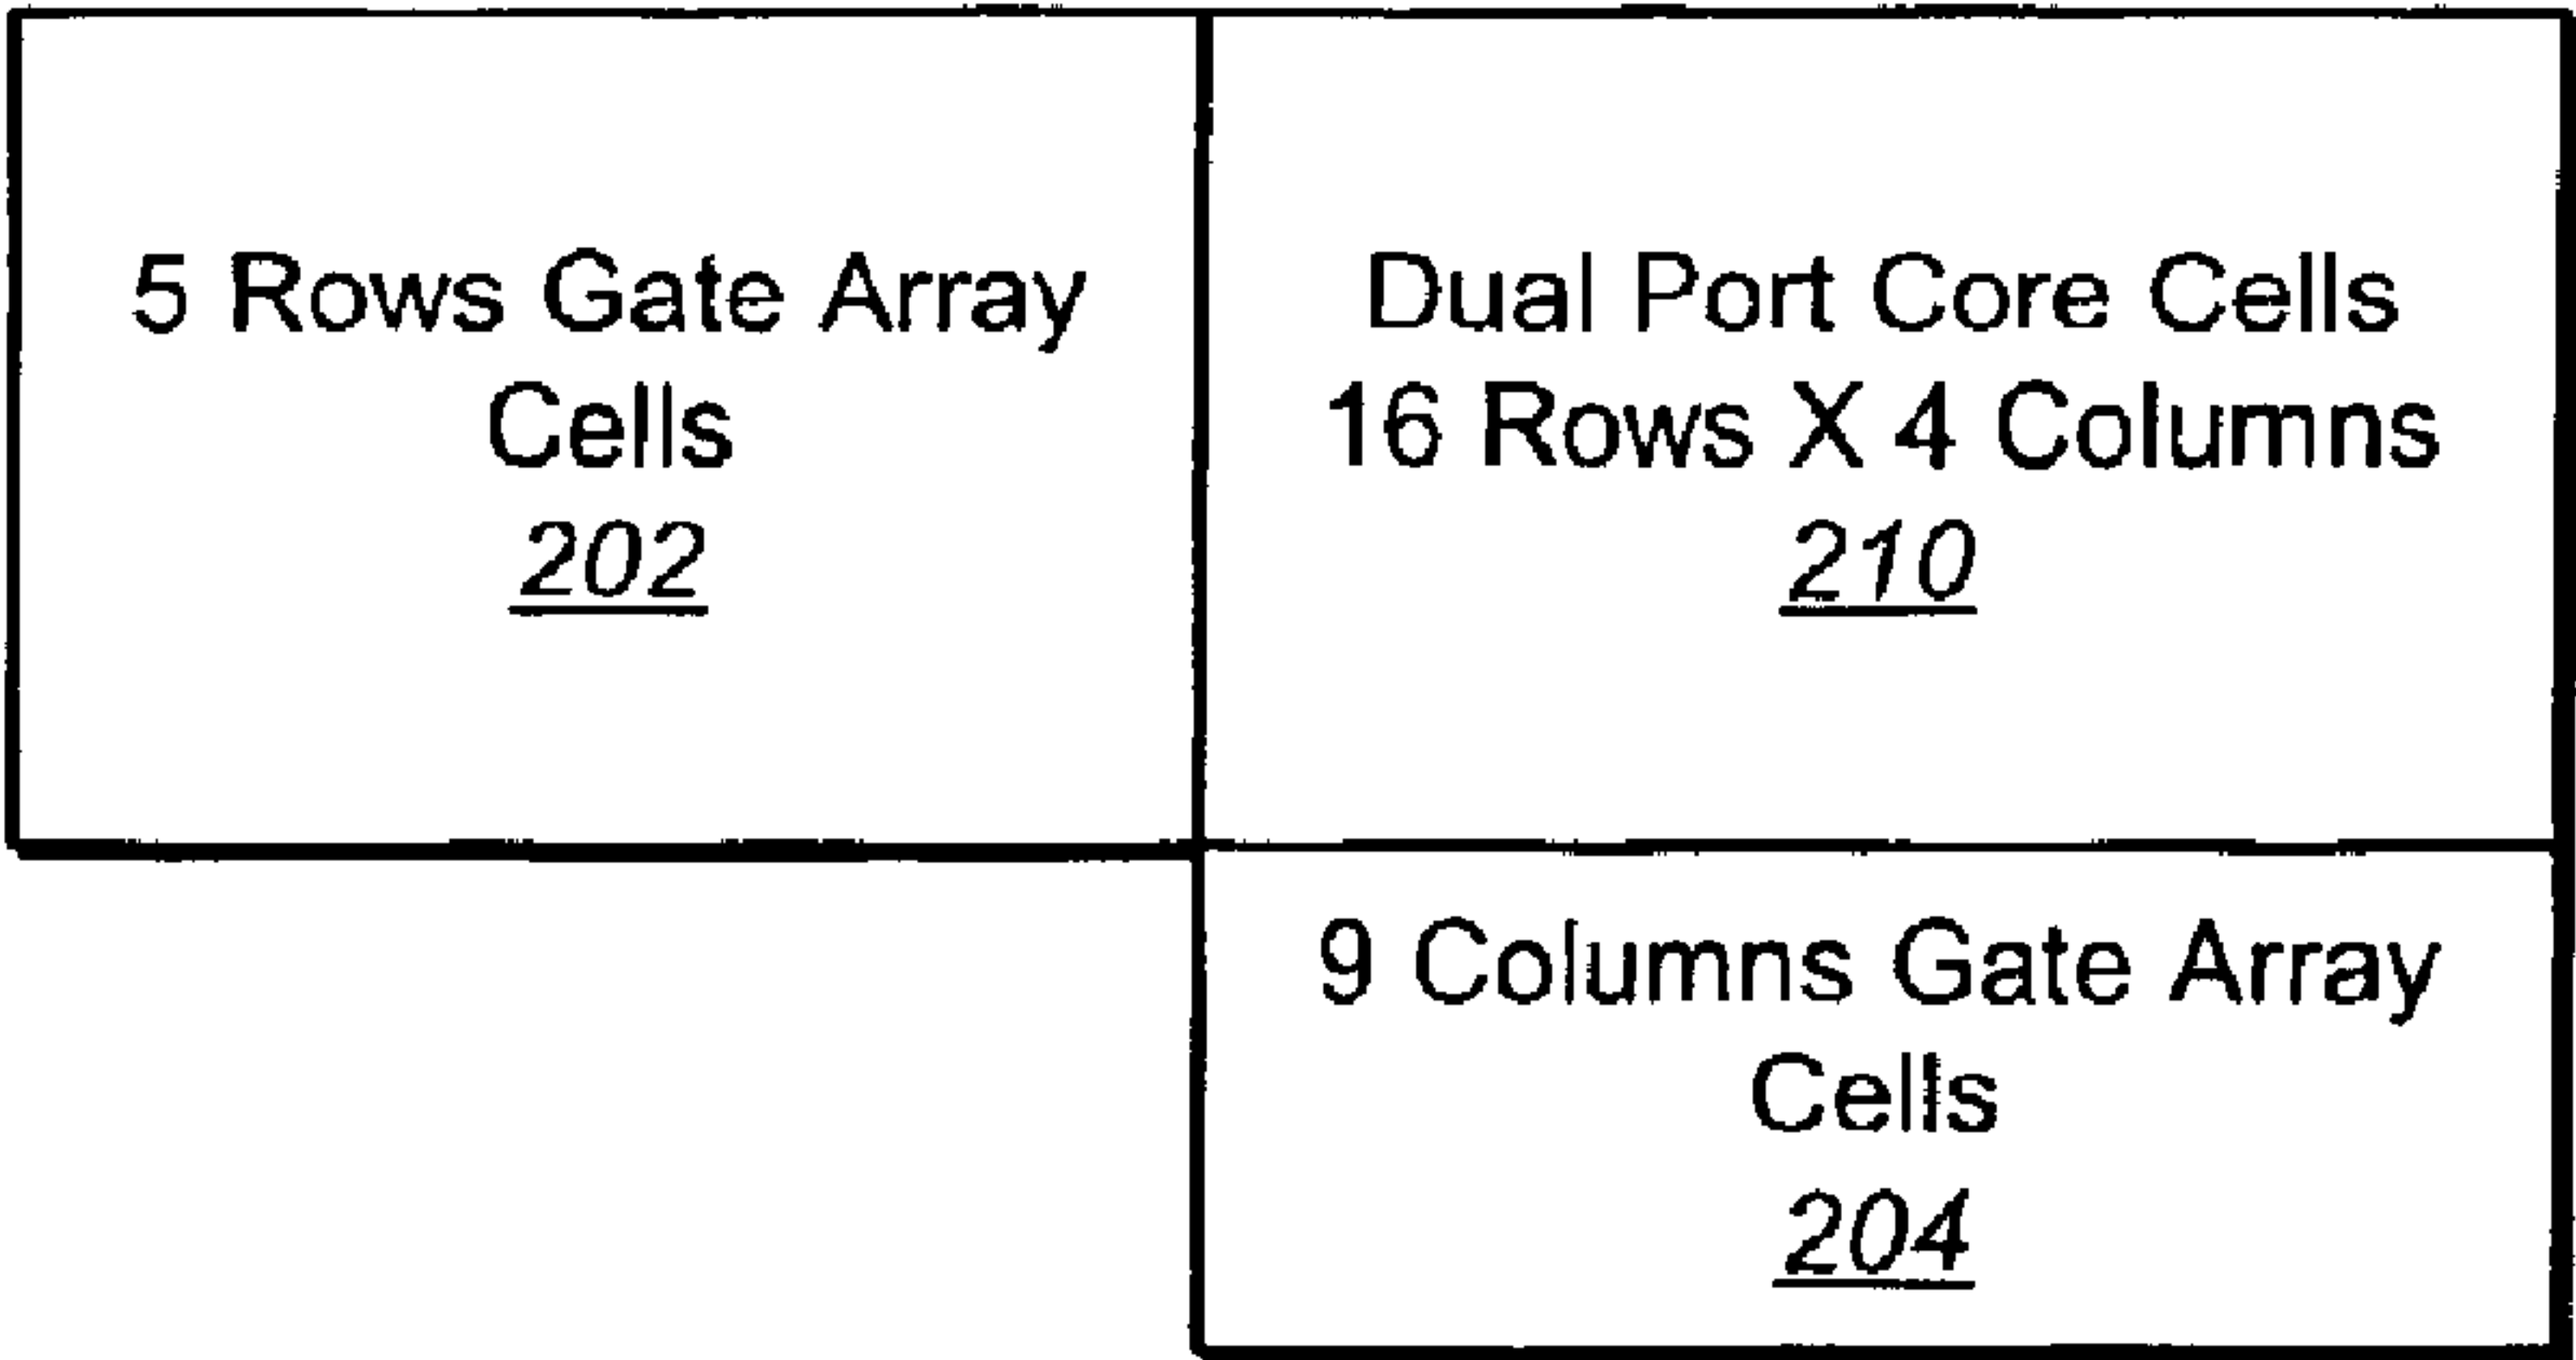 5 Rows Gate Array
Cells
202
Dual Port Core Cells
16 Rows X 4 Columns
210
9 Columns Gate Array
Cells
204